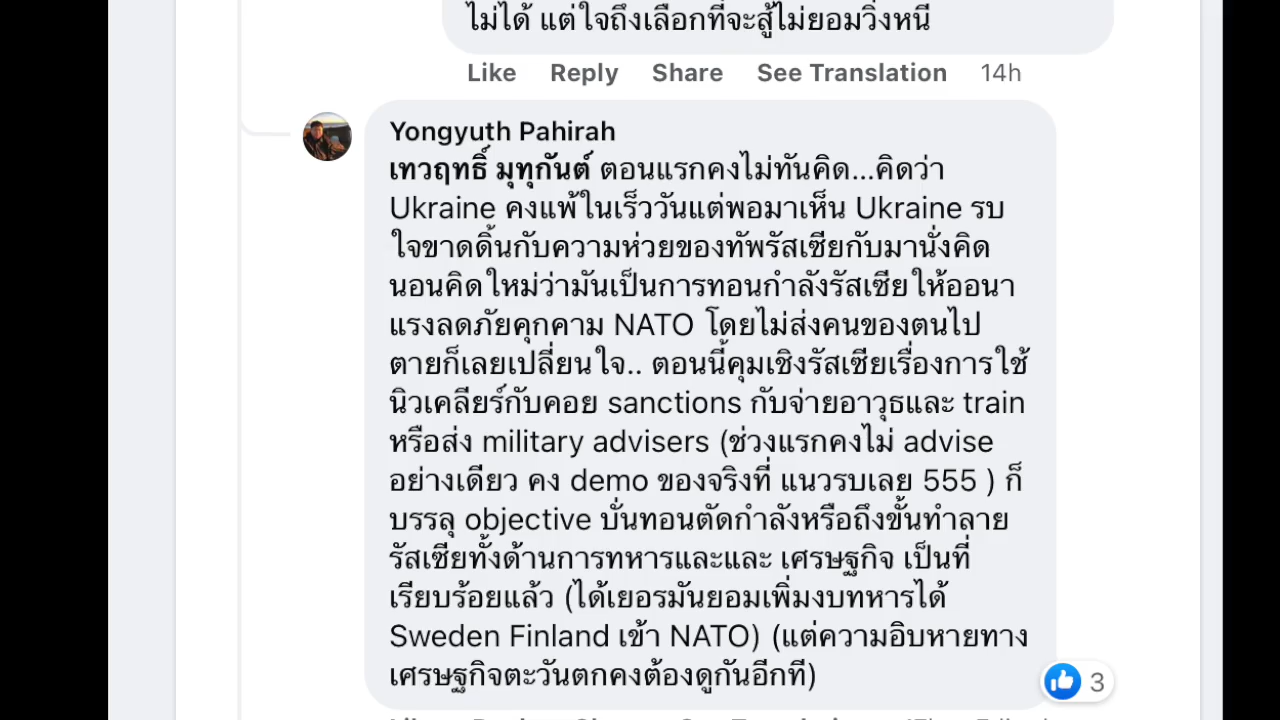 ไม่ได้ แต่ใจถึงเลือกที่จะสู้ไม่ยอมวิ่งหนี
Like Reply Share See Translation 14h
Yongyuth Pahirah
เทวฤทธิ์ มุทุกันต์ ตอนแรกคงไม่ทันคิด...คิดว่า
Ukraine คงแพ้ในเร็ววันแต่พอมาเห็น Ukraine รบ
ใจขาดดิ้นกับความห่วยของทัพรัสเซียกับมานั่งคิด
นอนคิดใหม่ว่ามันเป็นการทอนกำลังรัสเซียให้ออนา
แรงลดภัยคุกคาม NATO โดยไม่ส่งคนของตนไป
ตายก็เลยเปลี่ยนใจ.. ตอนนี้คุมเชิงรัสเซียเรื่องการใช้
นิวเคลียร์กับคอย sanctions กับจ่ายอาวุธและ train
หรือส่ง military advisers (ช่วงแรกคงไม่ advise
อย่างเดียว คง demo ของจริงที่ แนวรบเลย 555 ) ก็
บรรลุ objective บั่นทอนตัดกำลังหรือถึงขั้นทำลาย
รัสเซียทั้งด้านการทหารและและ เศรษฐกิจ เป็นที่
เรียบร้อยแล้ว (ได้เยอรมันยอมเพิ่มงบทหารได้
Sweden Finland เข้า NATO) (แต่ความอิบหายทาง
เศรษฐกิจตะวันตกคงต้องดูกันอีกที)
3